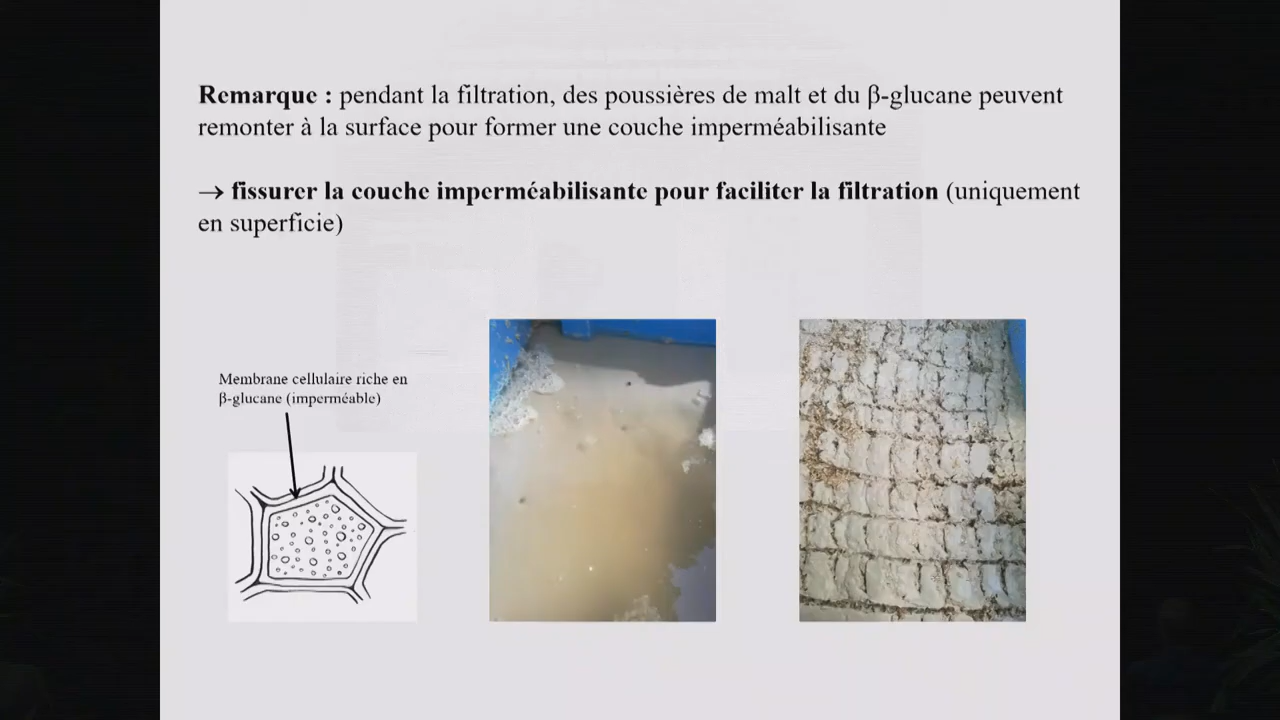 Remarque : pendant la filtration, des poussières de malt et du β-glucane peuvent
remonter à la surface pour former une couche imperméabilisante
→ fissurer la couche imperméabilisante pour faciliter la filtration (uniquement
en superficie)
Membrane cellulaire riche en
β-glucane (imperméable)